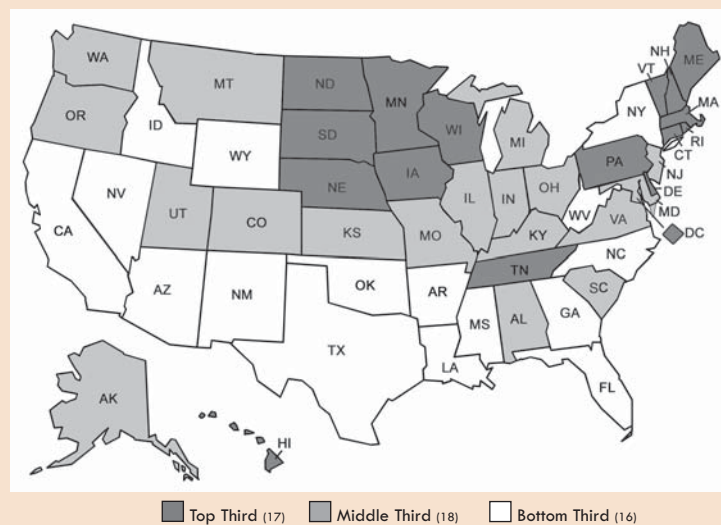 WA
MT
ND
MN
NH
VT
ME
OR
ID
SD
WI
NY
MA
WY
MI
RI
CT
IA
PA
NJ
NE
NV
OH
DE
UT
IL
IN
MD
CO
WV
VA
DC
CA
KS
MO
KY
TN
NC
AZ
NM
OK
AR
SC
MS
AL
GA
TX
LA
FL
AK
HI
Top Third (17) Middle Third (18) Bottom Third (16)